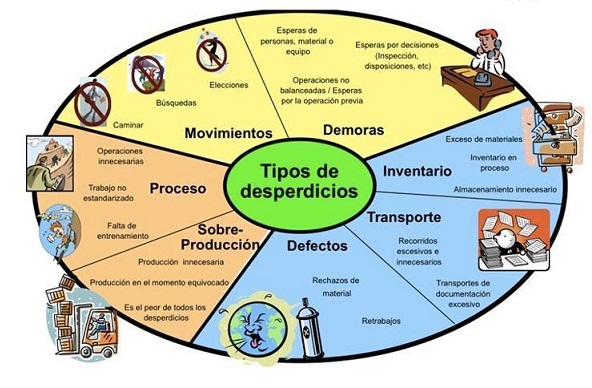 Tipos de
desperdicios
Movimientos
Elecciones
Búsquedas
Caminar
Demoras
Esperas de
personas, material o
equipo
Esperas por decisiones
(Inspección,
disposiciones, etc)
Operaciones no
balanceadas / Esperas
por la operación previa
Inventario
Exceso de materiales
Inventario en
proceso
Almacenamiento innecesario
Transporte
Recorridos
escesivos e
innecesarios
Transportes de
documentación
excesivo
Defectos
Rechazos de
material
Retrabajos
Sobre-
Producción
Producción innecesaria
Producción en el momento equivocado
Es el peor de todos los
desperdicios
Proceso
Operaciones
innecesarias
Trabajo no
estandarizado
Falta de
entrenamiento